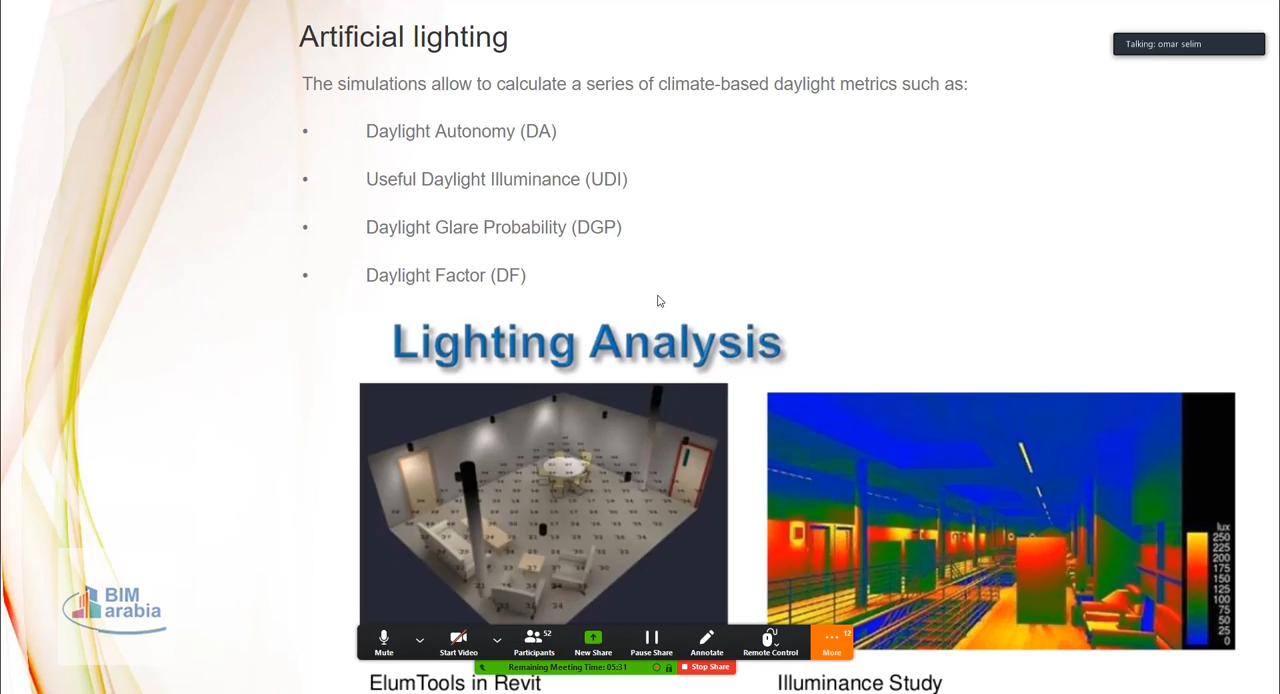 Artificial lighting
Talking: omar selim
The simulations allow to calculate a series of climate-based daylight metrics such as:
• Daylight Autonomy (DA)
• Useful Daylight Illuminance (UDI)
• Daylight Glare Probability (DGP)
• Daylight Factor (DF)
Lighting Analysis
lux
250
225
200
175
150
125
100
75
50
25
0
BIM
arabia
52
12
Mute
Start Video
Participants
New Share
Pause Share
Annotate
Remote Control
More
Remaining Meeting Time: 05:31
Stop Share
ElumTools in Revit
Illuminance Study